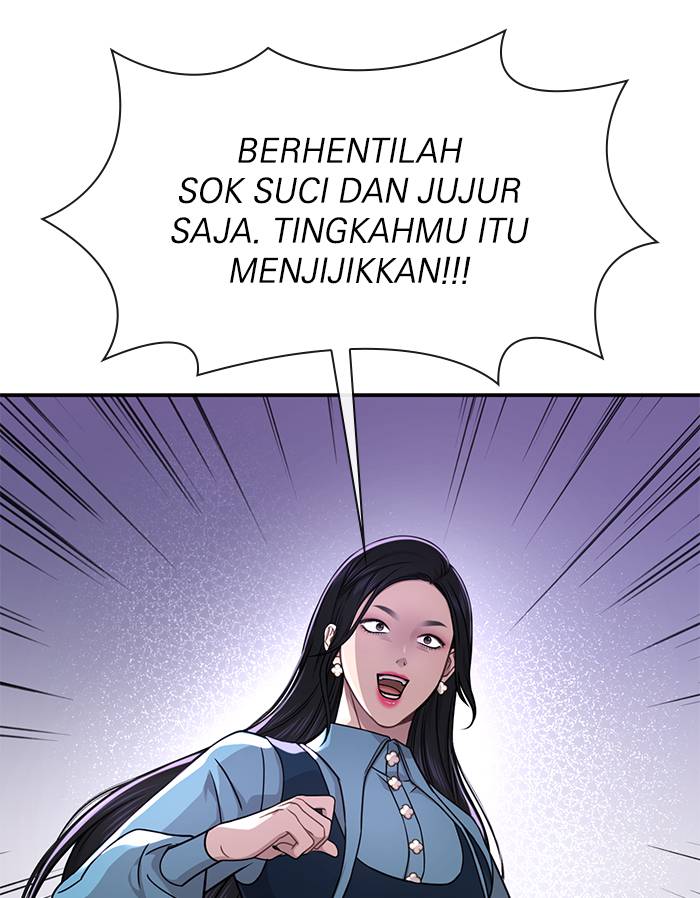 BERHENTILAH
SOK SUCI DAN JUJUR
SAJA. TINGKAHMU ITU
MENJIJIKKAN!!!